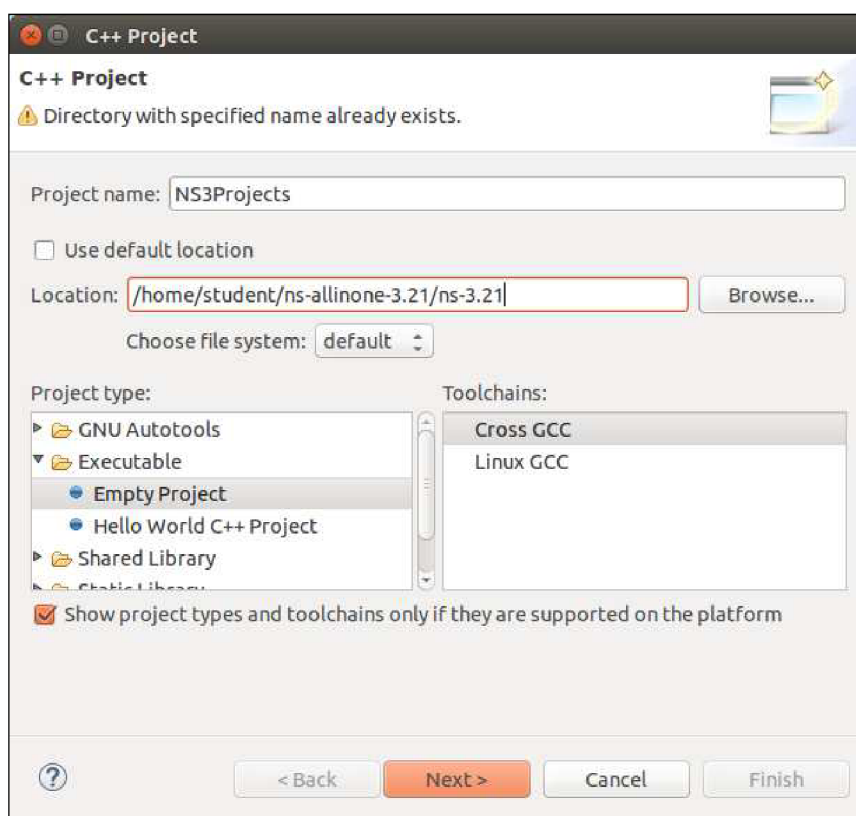 C++ Project
C++ Project
Directory with specified name already exists.
Project name: NS3Projects
Use default location
Location: /home/student/ns-allinone-3.21/ns-3.21 Browse...
Choose file system: default
Project type: Toolchains:
GNU Autotools Cross GCC
Executable Linux GCC
Empty Project
Hello World C++ Project
Shared Library
Static Library
Show project types and toolchains only if they are supported on the platform
? < Back Next > Cancel Finish